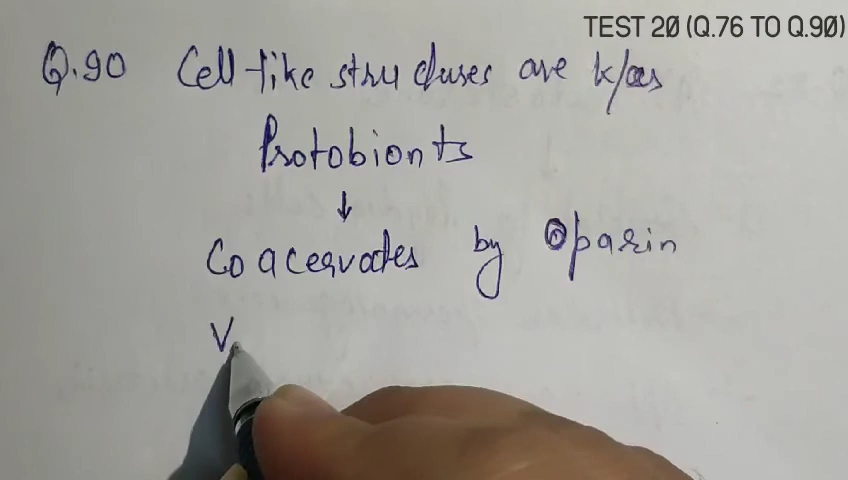 TEST 20 (Q.76 TO Q.90)
Q.90 Cell-like structures are k/as
Protobionts
↓
Coacervates by Oparin
V